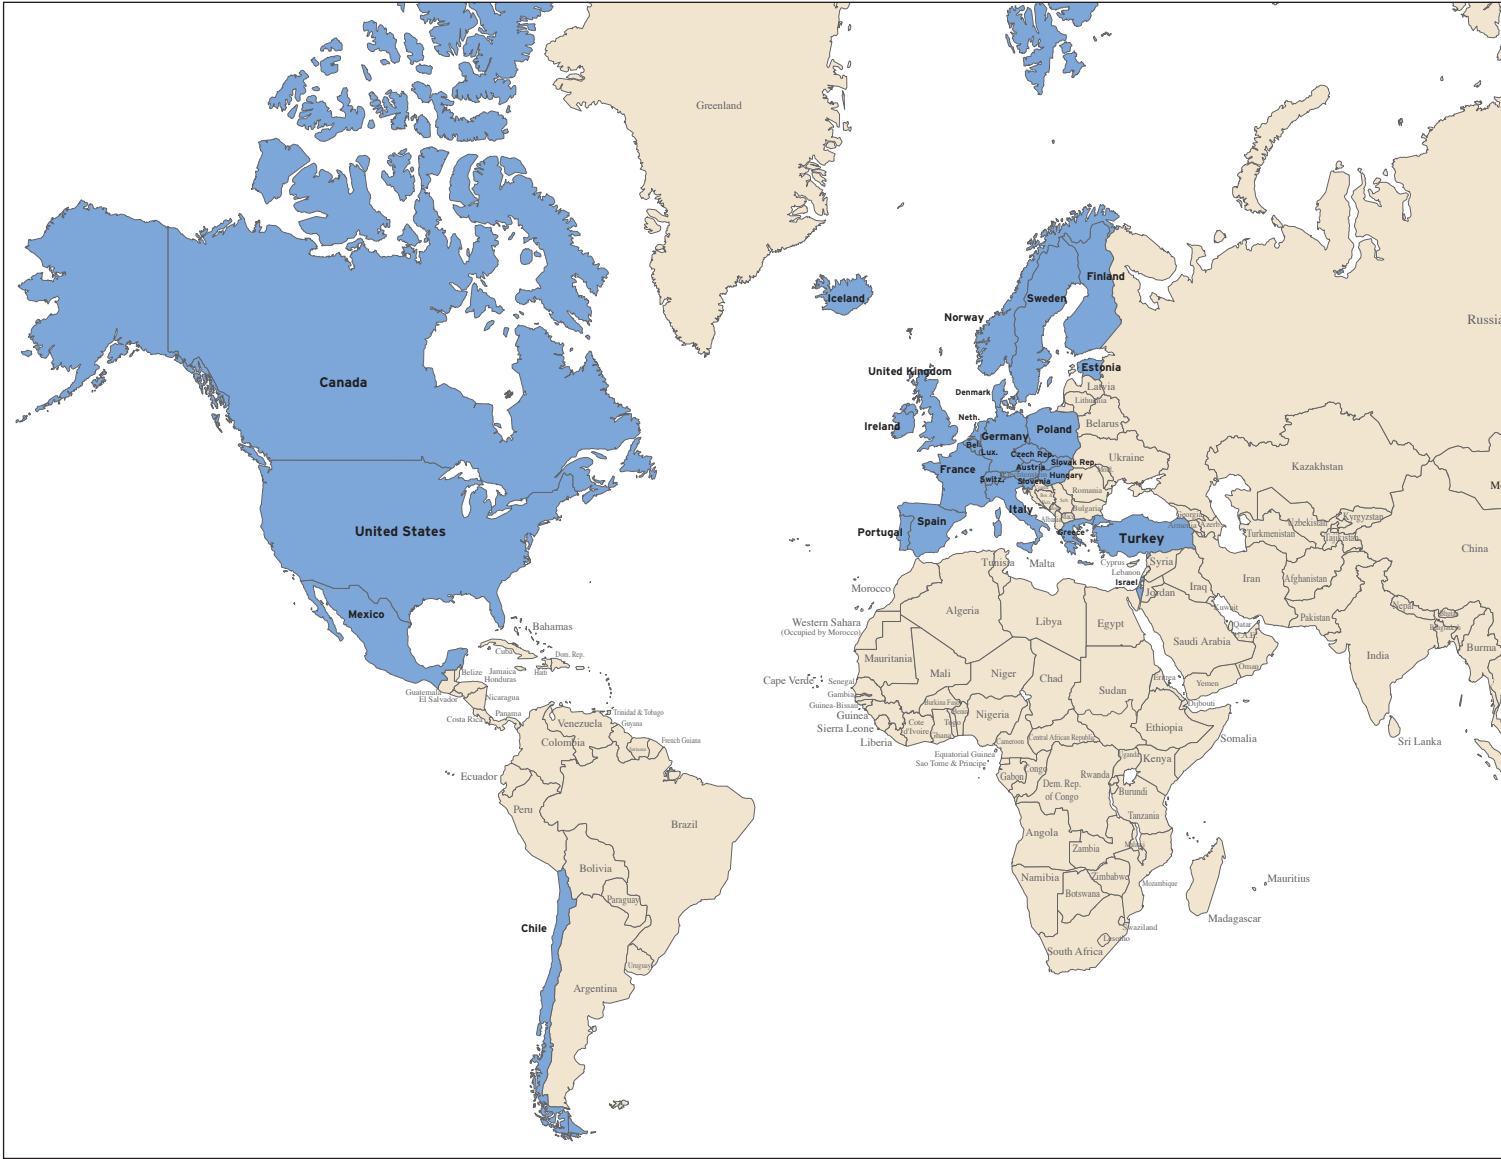 Greenland
Iceland
Finland
Sweden
Norway
Russia
United Kingdom
Estonia
Canada
Latvia
Denmark
Lithuania
Neth.
Belarus
Ireland
Poland
Germany
Bel.
Lux.
Czech Rep.
Ukraine
Slovak Rep.
France
Austria
Kazakhstan
Switz.
Slovenia
Hungary
Romania
Italy
Bulgaria
Spain
Albania
Portugal
Greece
Turkey
United States
Georgia
Armenia
Azerb.
Uzbekistan
Kyrgyzstan
Turkmenistan
Tajikistan
China
Tunisia
Malta
Cyprus
Lebanon
Syria
Israel
Jordan
Iraq
Iran
Afghanistan
Morocco
Algeria
Libya
Egypt
Kuwait
Pakistan
Nepal
Mexico
Bahamas
Western Sahara
(Occupied by Morocco)
Qatar
U.A.E.
Saudi Arabia
India
Burma
Cuba
Dom. Rep.
Haiti
Jamaica
Belize
Honduras
Guatemala
El Salvador
Nicaragua
Costa Rica
Panama
Mauritania
Mali
Niger
Chad
Sudan
Eritrea
Yemen
Oman
Cape Verde
Senegal
Gambia
Guinea-Bissau
Guinea
Sierra Leone
Liberia
Burkina Faso
Benin
Togo
Cote
d'Ivoire
Ghana
Nigeria
Djibouti
Ethiopia
Somalia
Sri Lanka
Trinidad & Tobago
Guyana
Venezuela
Colombia
French Guiana
Ecuador
Peru
Brazil
Cameroon
Central African Republic
Equatorial Guinea
Sao Tome & Principe
Gabon
Congo
Dem. Rep.
of Congo
Rwanda
Uganda
Kenya
Burundi
Tanzania
Angola
Zambia
Malawi
Bolivia
Paraguay
Chile
Uruguay
Argentina
Namibia
Zimbabwe
Botswana
Mozambique
Mauritius
Madagascar
Swaziland
Lesotho
South Africa